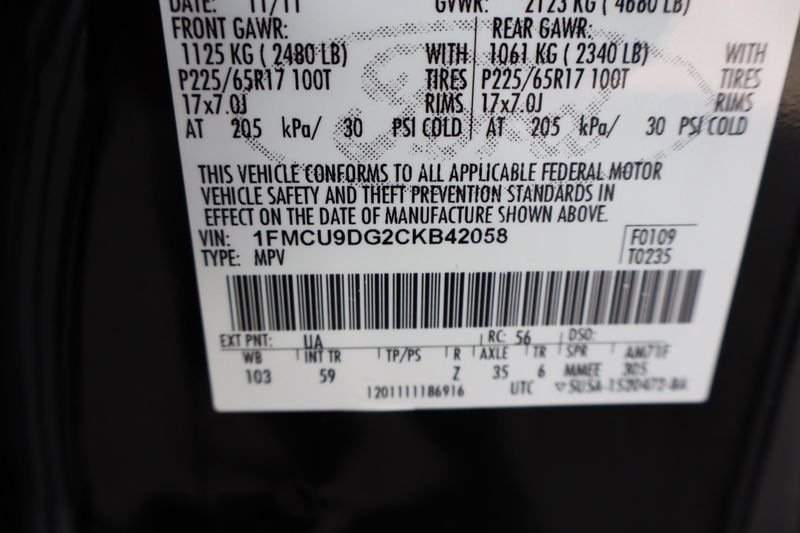 DATE: 11/11 GVWR: 2123 KG ( 4680 LB)
FRONT GAWR: REAR GAWR:
1125 KG ( 2480 LB) WITH 1061 KG ( 2340 LB) WITH
P225/65R17 100T TIRES P225/65R17 100T TIRES
17x7.0J RIMS 17x7.0J RIMS
AT 205 kPa/ 30 PSI COLD AT 205 kPa/ 30 PSI COLD
THIS VEHICLE CONFORMS TO ALL APPLICABLE FEDERAL MOTOR
VEHICLE SAFETY AND THEFT PREVENTION STANDARDS IN
EFFECT ON THE DATE OF MANUFACTURE SHOWN ABOVE.
VIN: 1FMCU9DG2CKB42058 F0109
TYPE: MPV T0235
EXT PNT: UA RC: 56 DSO:
WB INT TR TP/PS R AXLE TR SPR
103 59 Z 35 6 MMEE 305
1201111186916 UTC